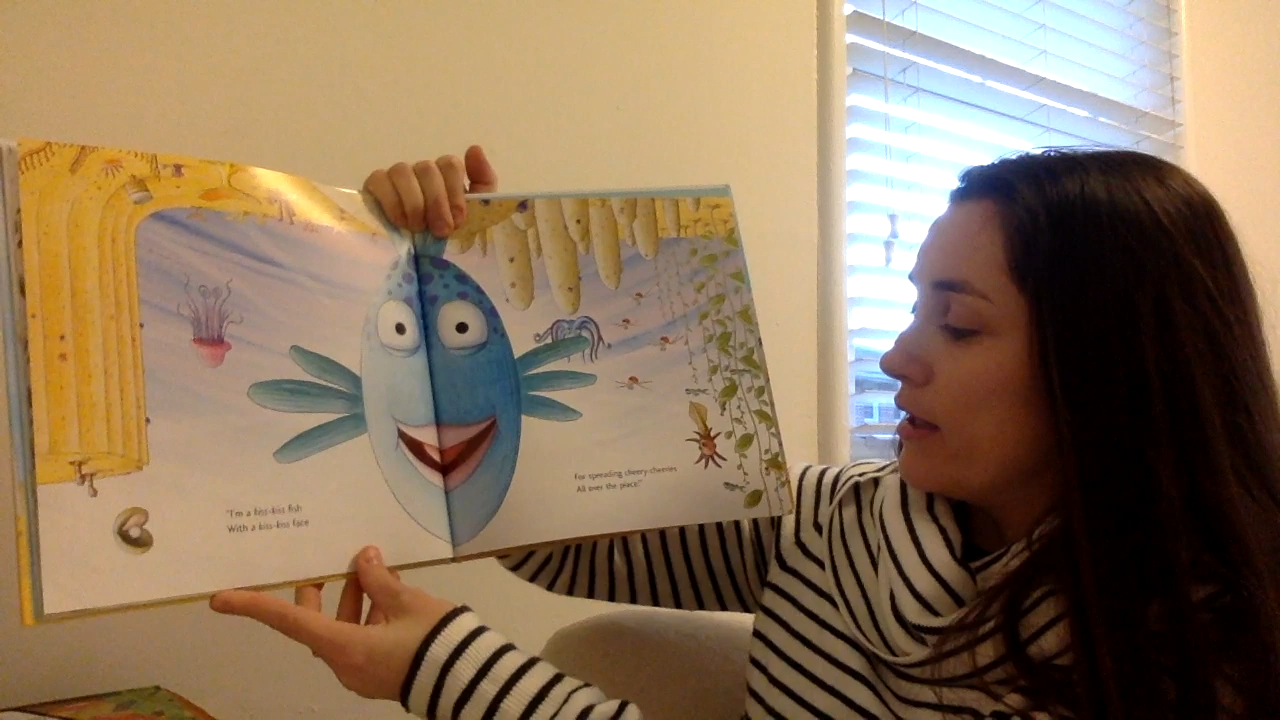 "I'm a kiss-kiss fish
With a kiss-kiss face
For spreading cheery-cheeries
All over the place!"